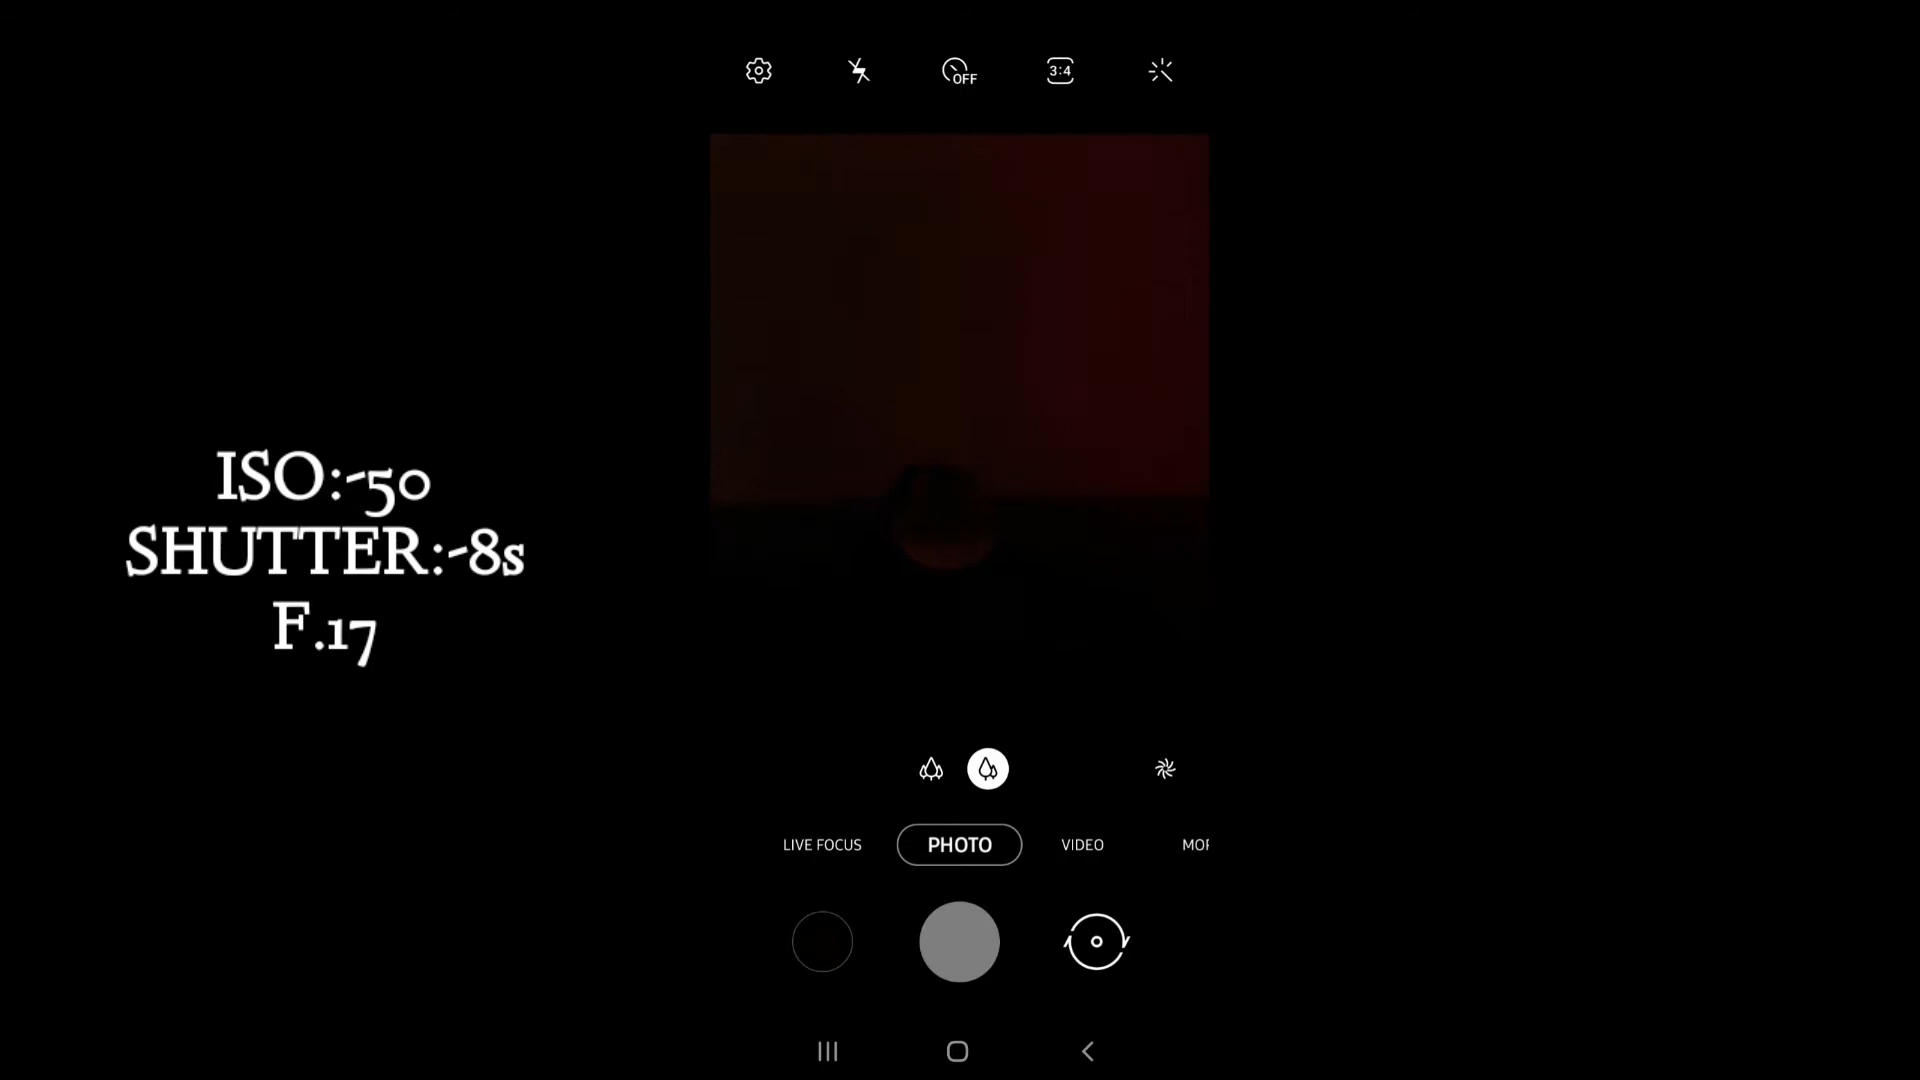 OFF
3:4
ISO:-50
SHUTTER:-8s
F.17
LIVE FOCUS
PHOTO
VIDEO